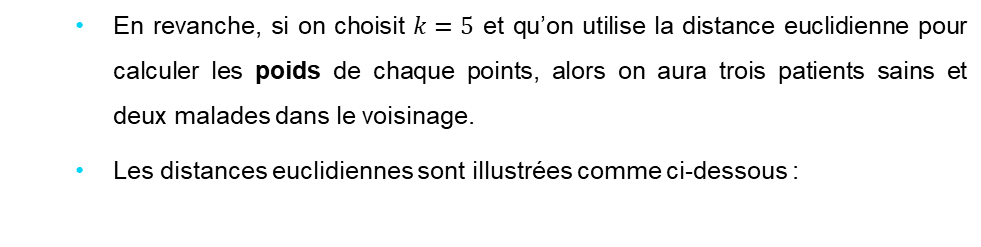 • En revanche, si on choisit k = 5 et qu’on utilise la distance euclidienne pour
calculer les poids de chaque points, alors on aura trois patients sains et
deux malades dans le voisinage.
• Les distances euclidiennes sont illustrées comme ci-dessous :